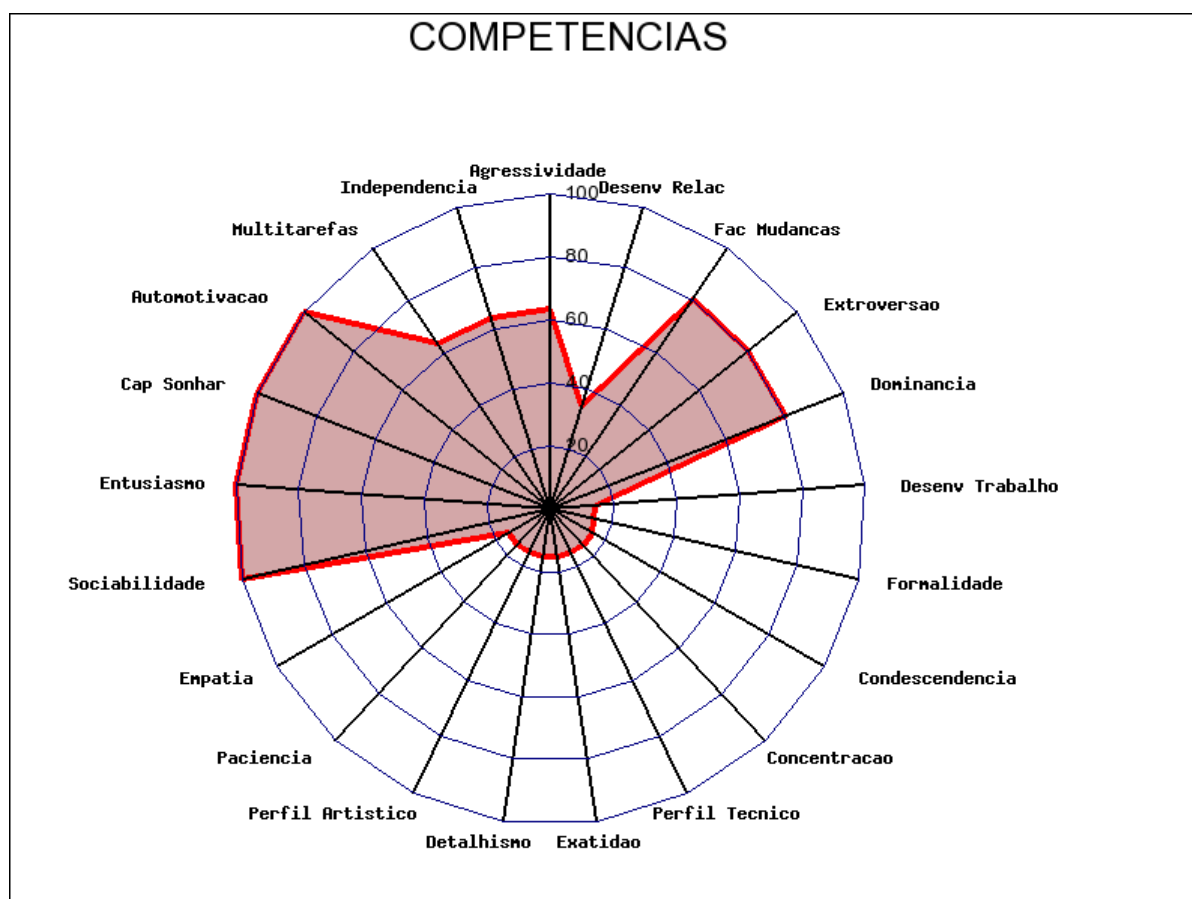 COMPETENCIAS
Agressividade
Independencia
Desenv Relac
100
Multitarefas
Fac Mudancas
80
Automotivacao
Extroversao
60
Cap Sonhar
Dominancia
40
20
Entusiasmo
Desenv Trabalho
Sociabilidade
Formalidade
Empatia
Condescendencia
Paciencia
Concentracao
Perfil Artistico
Perfil Tecnico
Detalhismo
Exatidao